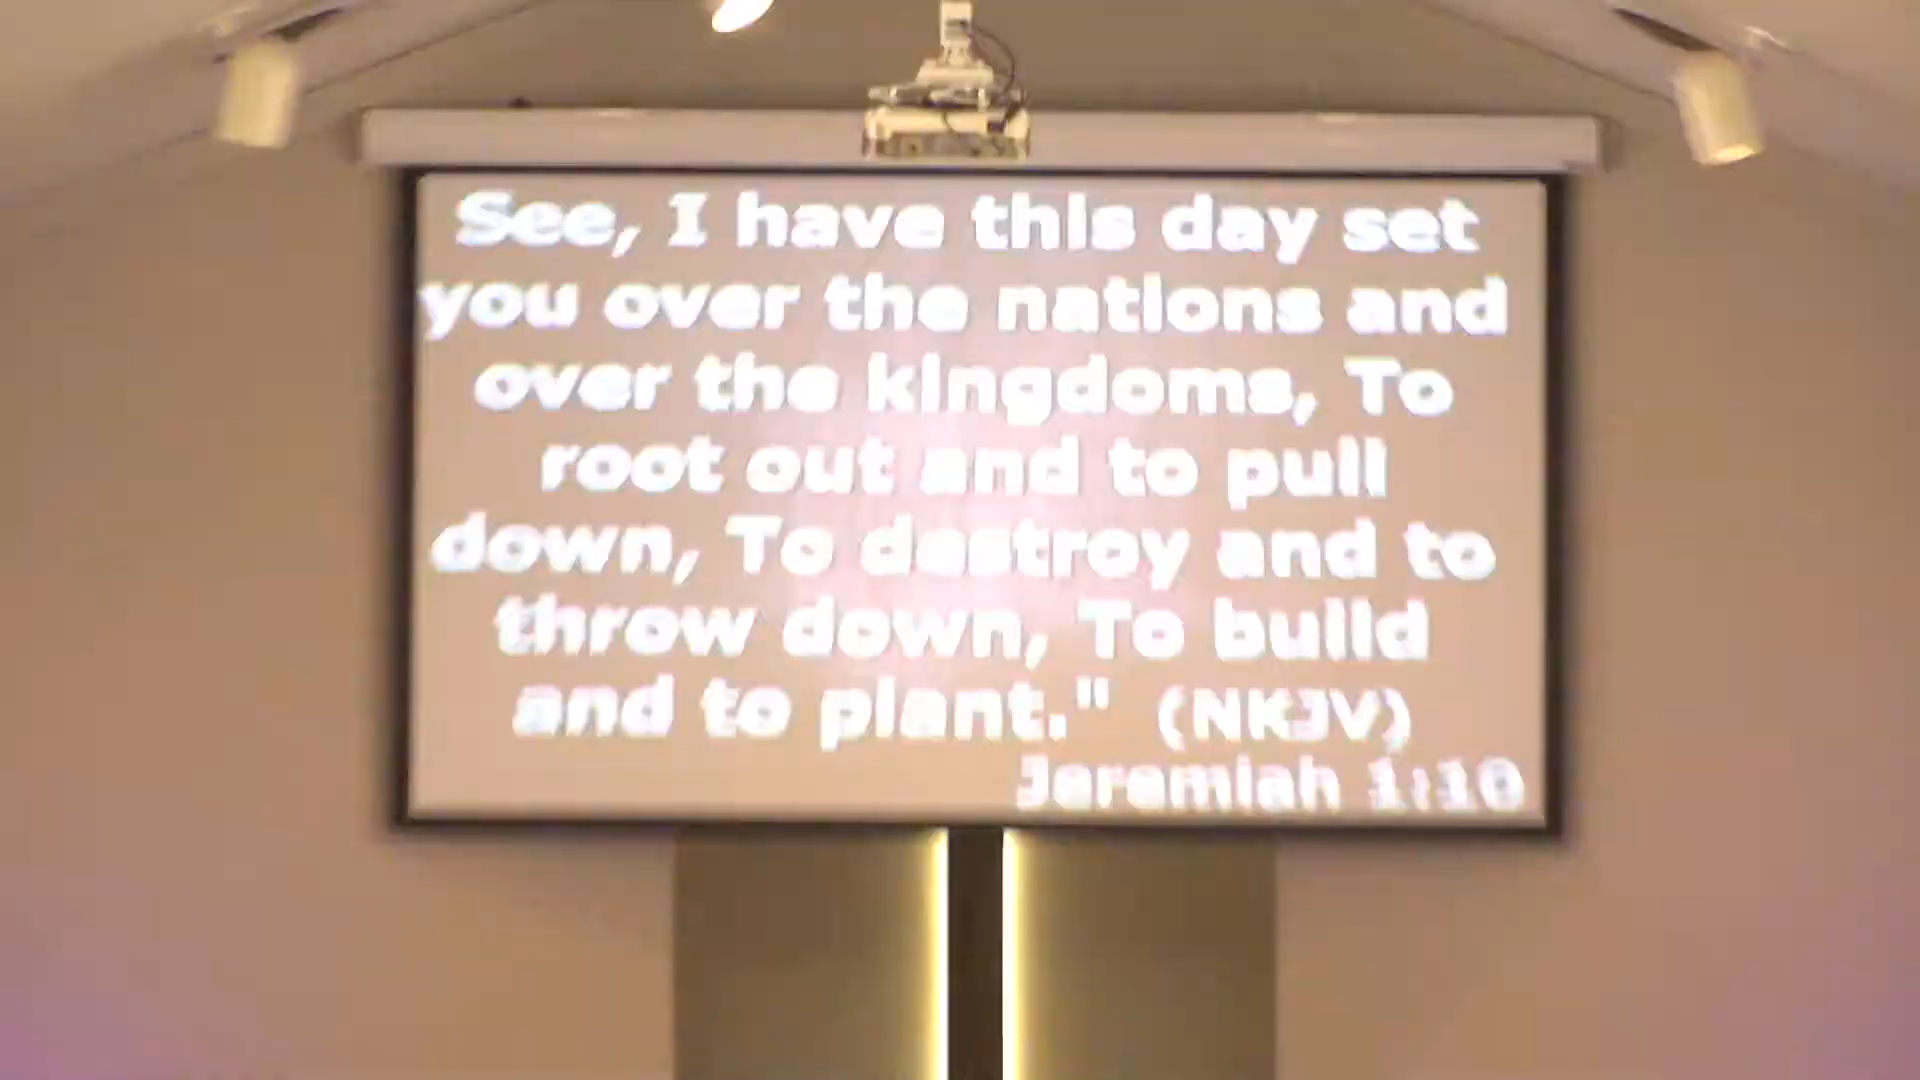 See, I have this day set
you over the nations and
over the kingdoms, To
root out and to pull
down, To destroy and to
throw down, To build
and to plant." (NKJV)
Jeremiah 1:10